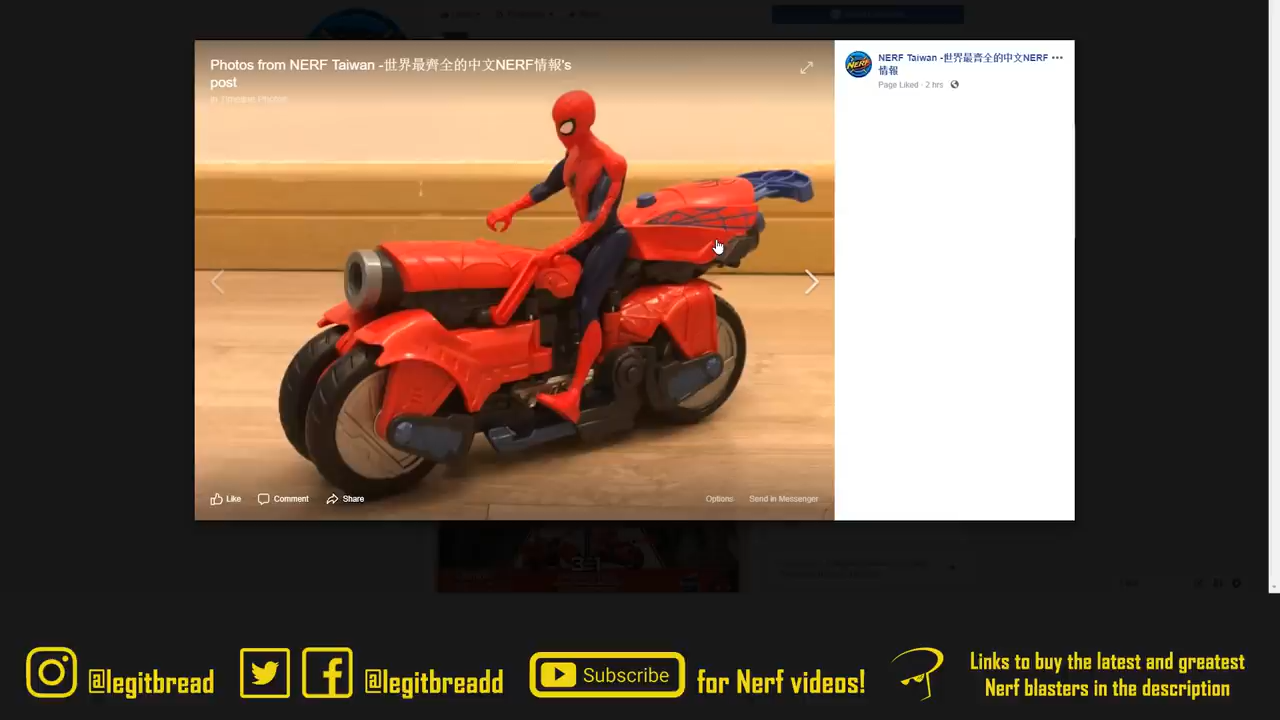 Photos from NERF Taiwan -世界最齊全的中文NERF情報's
post
in Timeline Photos
NERF Taiwan -世界最齊全的中文NERF
情報
Page Liked · 2 hrs
Like
Comment
Share
Options
Send in Messenger
@legitbread
@legitbreadd
Subscribe
for Nerf videos!
Links to buy the latest and greatest
Nerf blasters in the description